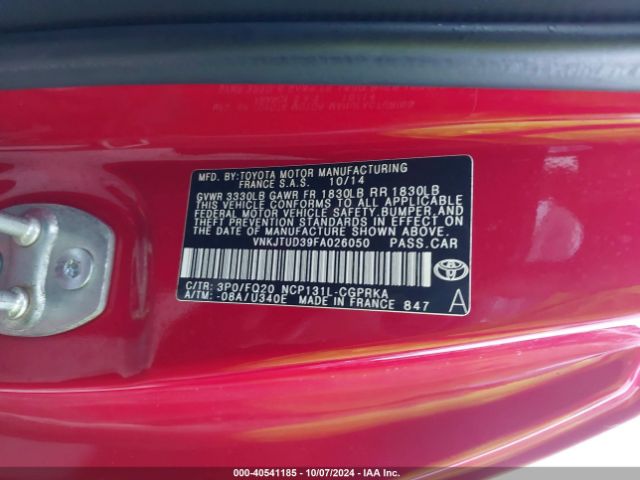 MFD. BY:TOYOTA MOTOR MANUFACTURING
FRANCE S.A.S. 10/14
GVWR 3330LB GAWR FR 1830LB RR 1830LB
THIS VEHICLE CONFORMS TO ALL APPLICABLE
FEDERAL MOTOR VEHICLE SAFETY,BUMPER,AND
THEFT PREVENTION STANDARDS IN EFFECT ON
THE DATE OF MANUFACTURE SHOWN ABOVE.
VNKJTUD39FA026050 PASS.CAR
C/TR: 3P0/FQ20 NCP131L-CGPRKA
A/TM: -08A/U340E MADE IN FRANCE 847
A
000-40541185 - 10/07/2024 - IAA Inc.